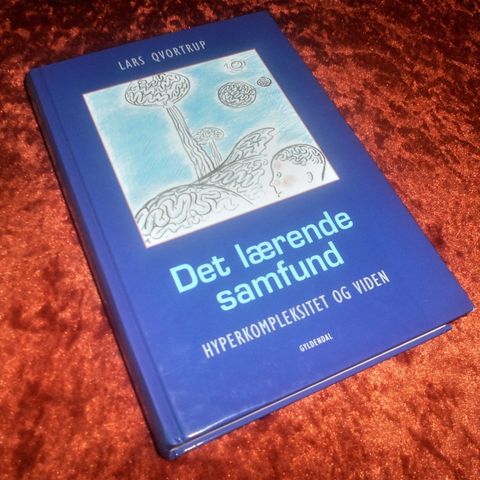 LARS QVORTRUP
Det lærende
samfund
HYPERKOMPLEKSITET OG VIDEN
GYLDENDAL